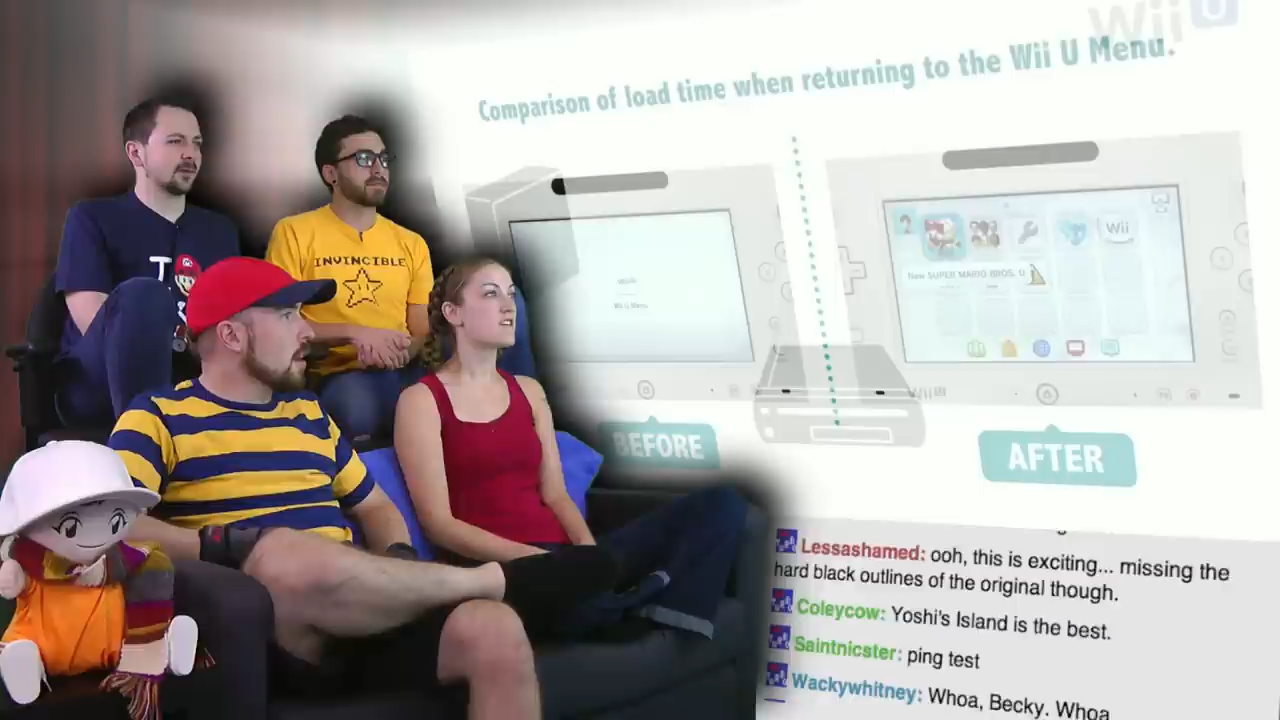 Wii U
Comparison of load time when returning to the Wii U Menu.
Wii
New SUPER MARIO BROS. U
Wii U Menu
INVINCIBLE
T
BEFORE
AFTER
Lessashamed: ooh, this is exciting... missing the
hard black outlines of the original though.
Coleycow: Yoshi's Island is the best.
Saintnicster: ping test
Wackywhitney: Whoa, Becky. Whoa